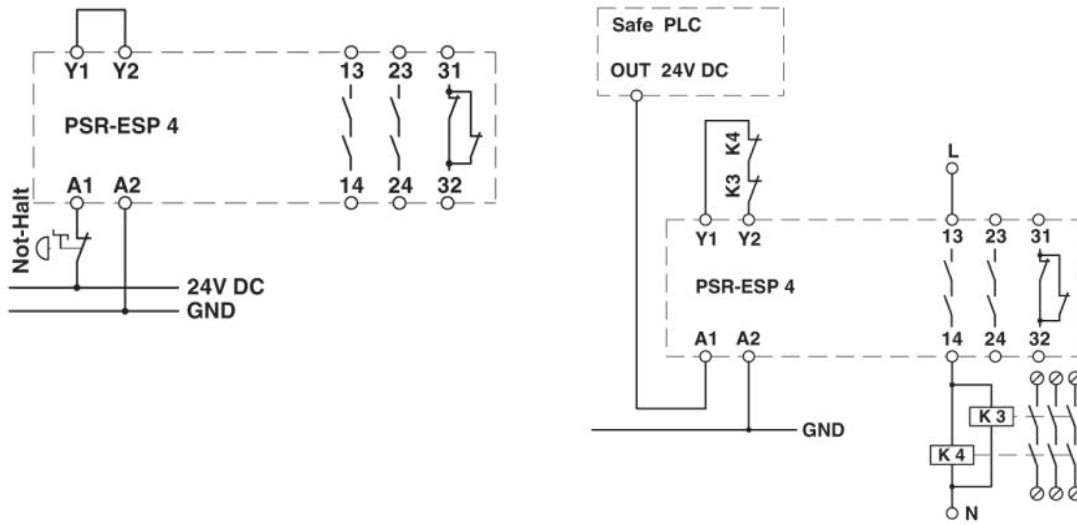 Y1 Y2 13 23 31
PSR-ESP 4
A1 A2 14 24 32
Not-Halt
24V DC
GND
Safe PLC
OUT 24V DC
K4
K3
L
Y1 Y2 13 23 31
PSR-ESP 4
A1 A2 14 24 32
K 3
GND
K 4
N